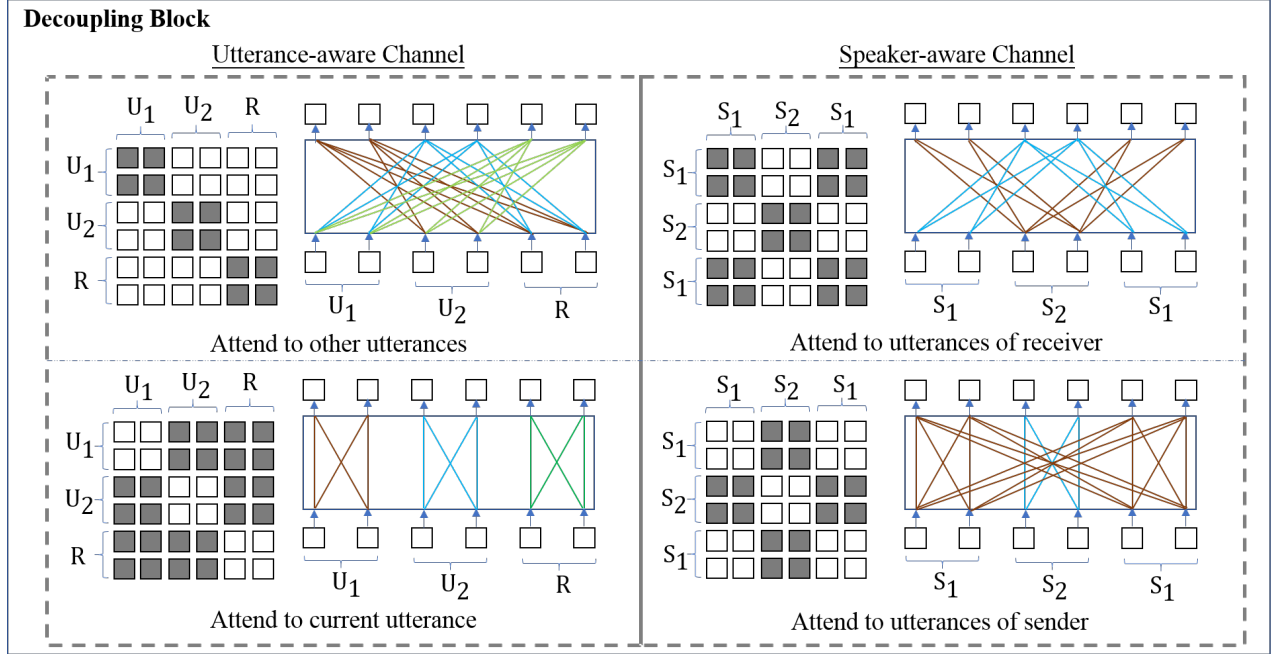 Decoupling Block
Utterance-aware Channel
Speaker-aware Channel
U1 U2 R
U1
U2
R
U1 U2 R
Attend to other utterances
S1 S2 S1
S1
S2
S1
S1 S2 S1
Attend to utterances of receiver
U1 U2 R
U1
U2
R
U1 U2 R
Attend to current utterance
S1 S2 S1
S1
S2
S1
S1 S2 S1
Attend to utterances of sender